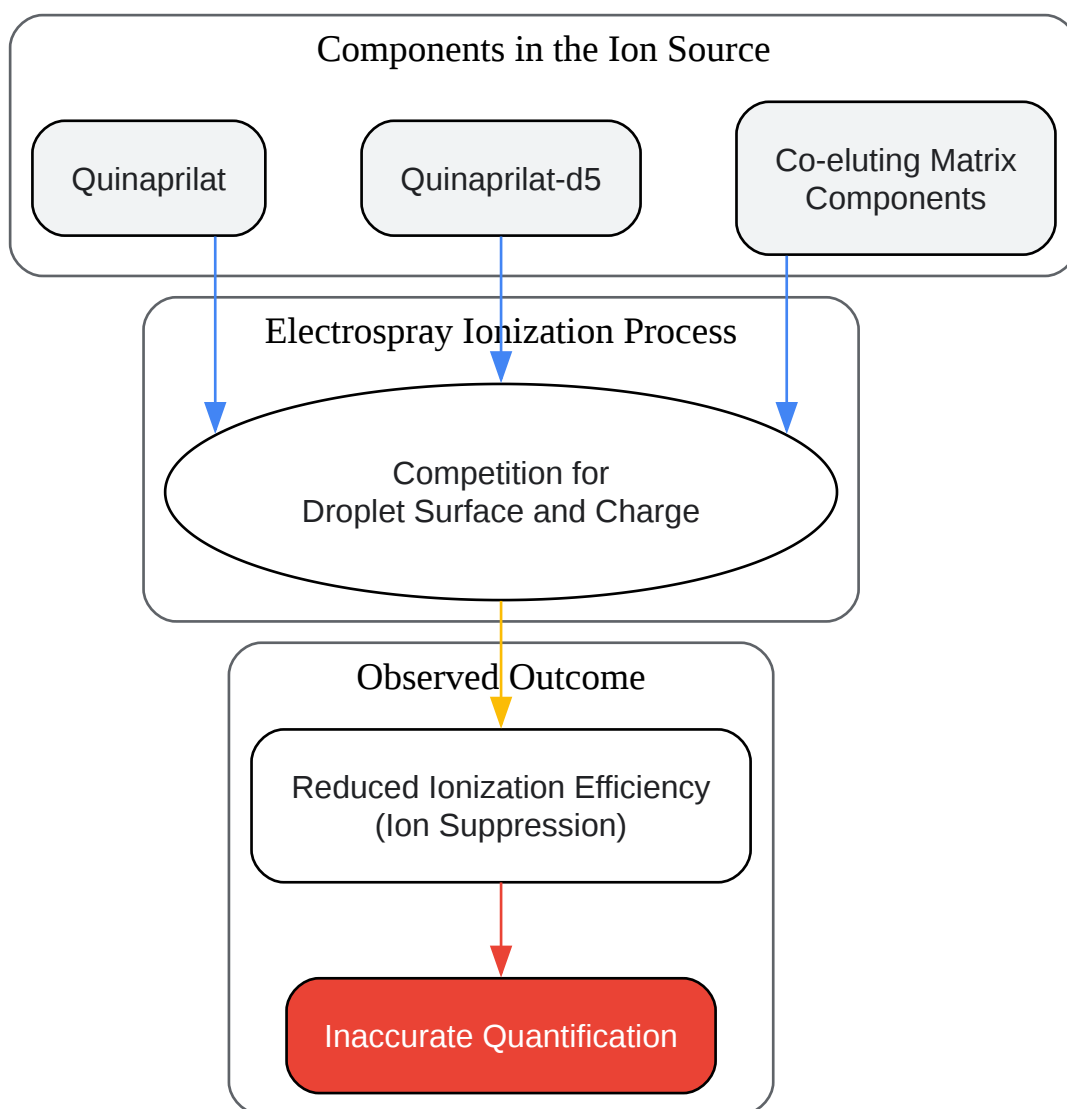 Components in the Ion Source
Quinaprilat
Quinaprilat-d5
Co-eluting Matrix
Components
Electrospray Ionization Process
Competition for
Droplet Surface and Charge
Observed Outcome
Reduced Ionization Efficiency
(Ion Suppression)
Inaccurate Quantification